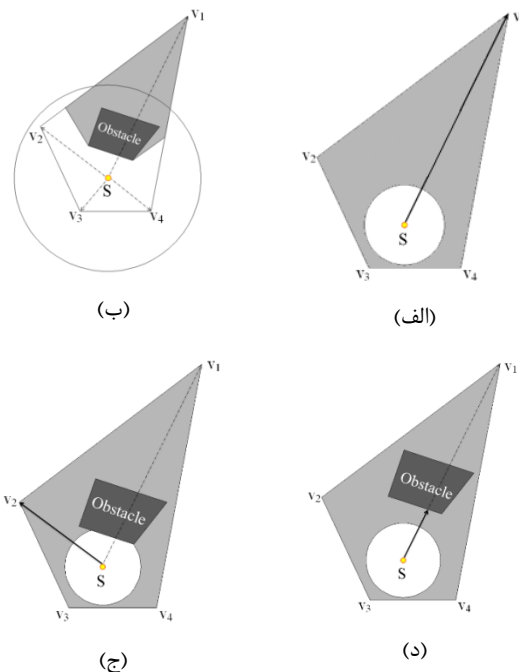 V₁
V₂
Obstacle
S
V₃
V₄
(ب)
V₂
S
V₃
V₄
(الف)
V₁
V₂
Obstacle
S
V₃
V₄
(ج)
V₁
V₂
Obstacle
S
V₃
V₄
(د)